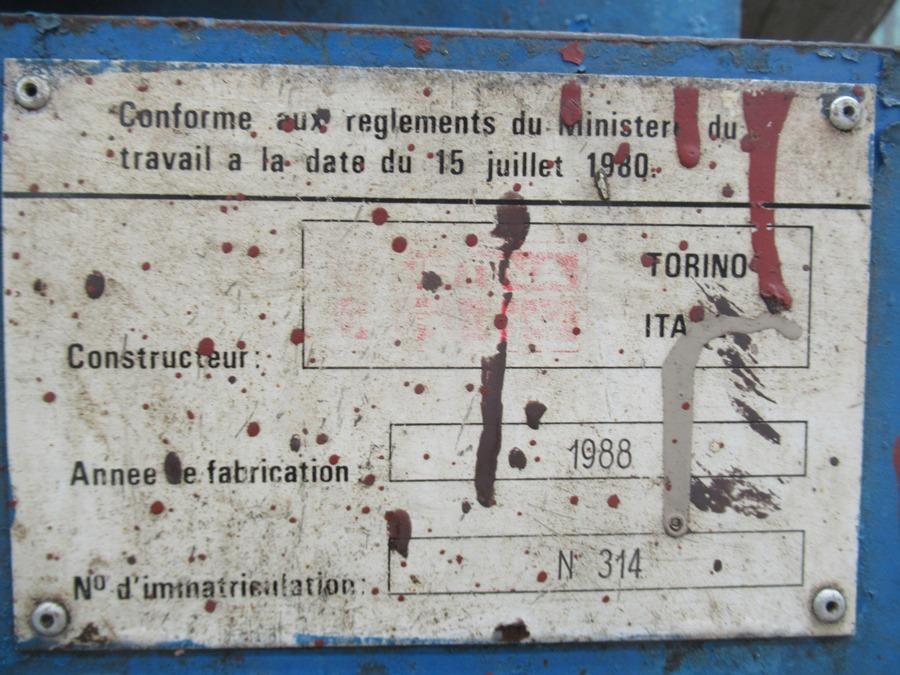 Conforme aux reglements du Ministere du
travail a la date du 15 juillet 1980.
TORINO
ITA
Constructeur:
Annee de fabrication : 1988
Nº d'immatriculation: N 314